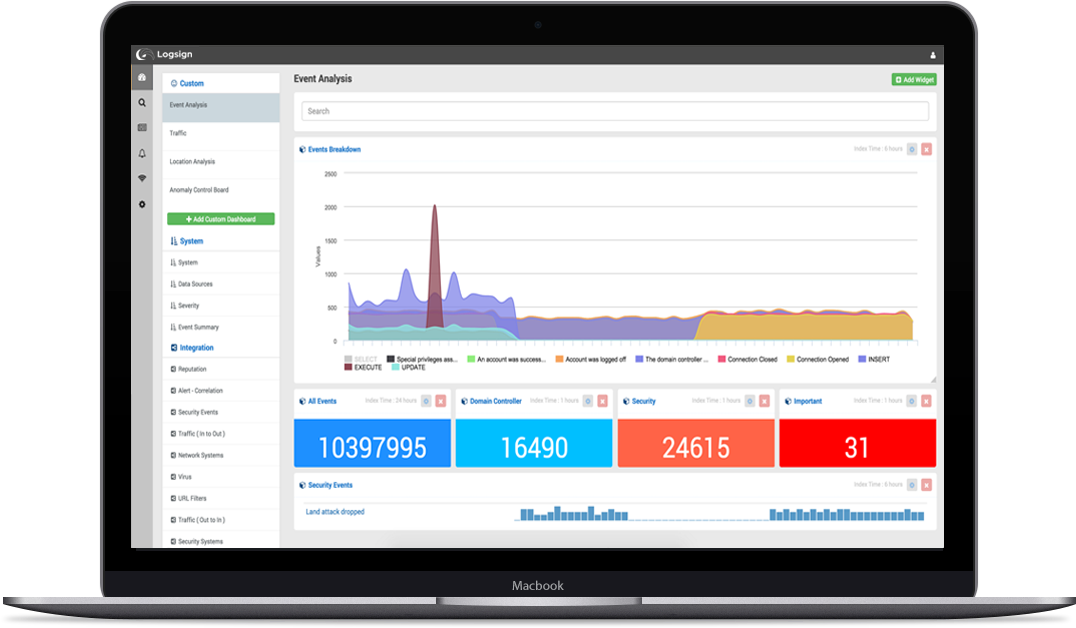 Logsign
Custom
Event Analysis
Traffic
Location Analysis
Anomaly Control Board
Add Custom Dashboard
System
System
Data Sources
Severity
Event Summary
Integration
Reputation
Alert - Correlation
Security Events
Traffic ( In to Out )
Network Systems
Virus
URL Filters
Traffic ( Out to In )
Security Systems
Event Analysis
Add Widget
Search
Events Breakdown
Index Time : 6 hours
2500
2000
1500
1000
500
0
Values
SELECT Special privileges ass... An account was success... Account was logged off The domain controller ... Connection Closed Connection Opened INSERT
EXECUTE UPDATE
All Events Index Time : 24 hours
10397995
Domain Controller Index Time : 1 hours
16490
Security Index Time : 1 hours
24615
Important Index Time : 1 hours
31
Security Events Index Time : 6 hours
Land attack dropped
Macbook